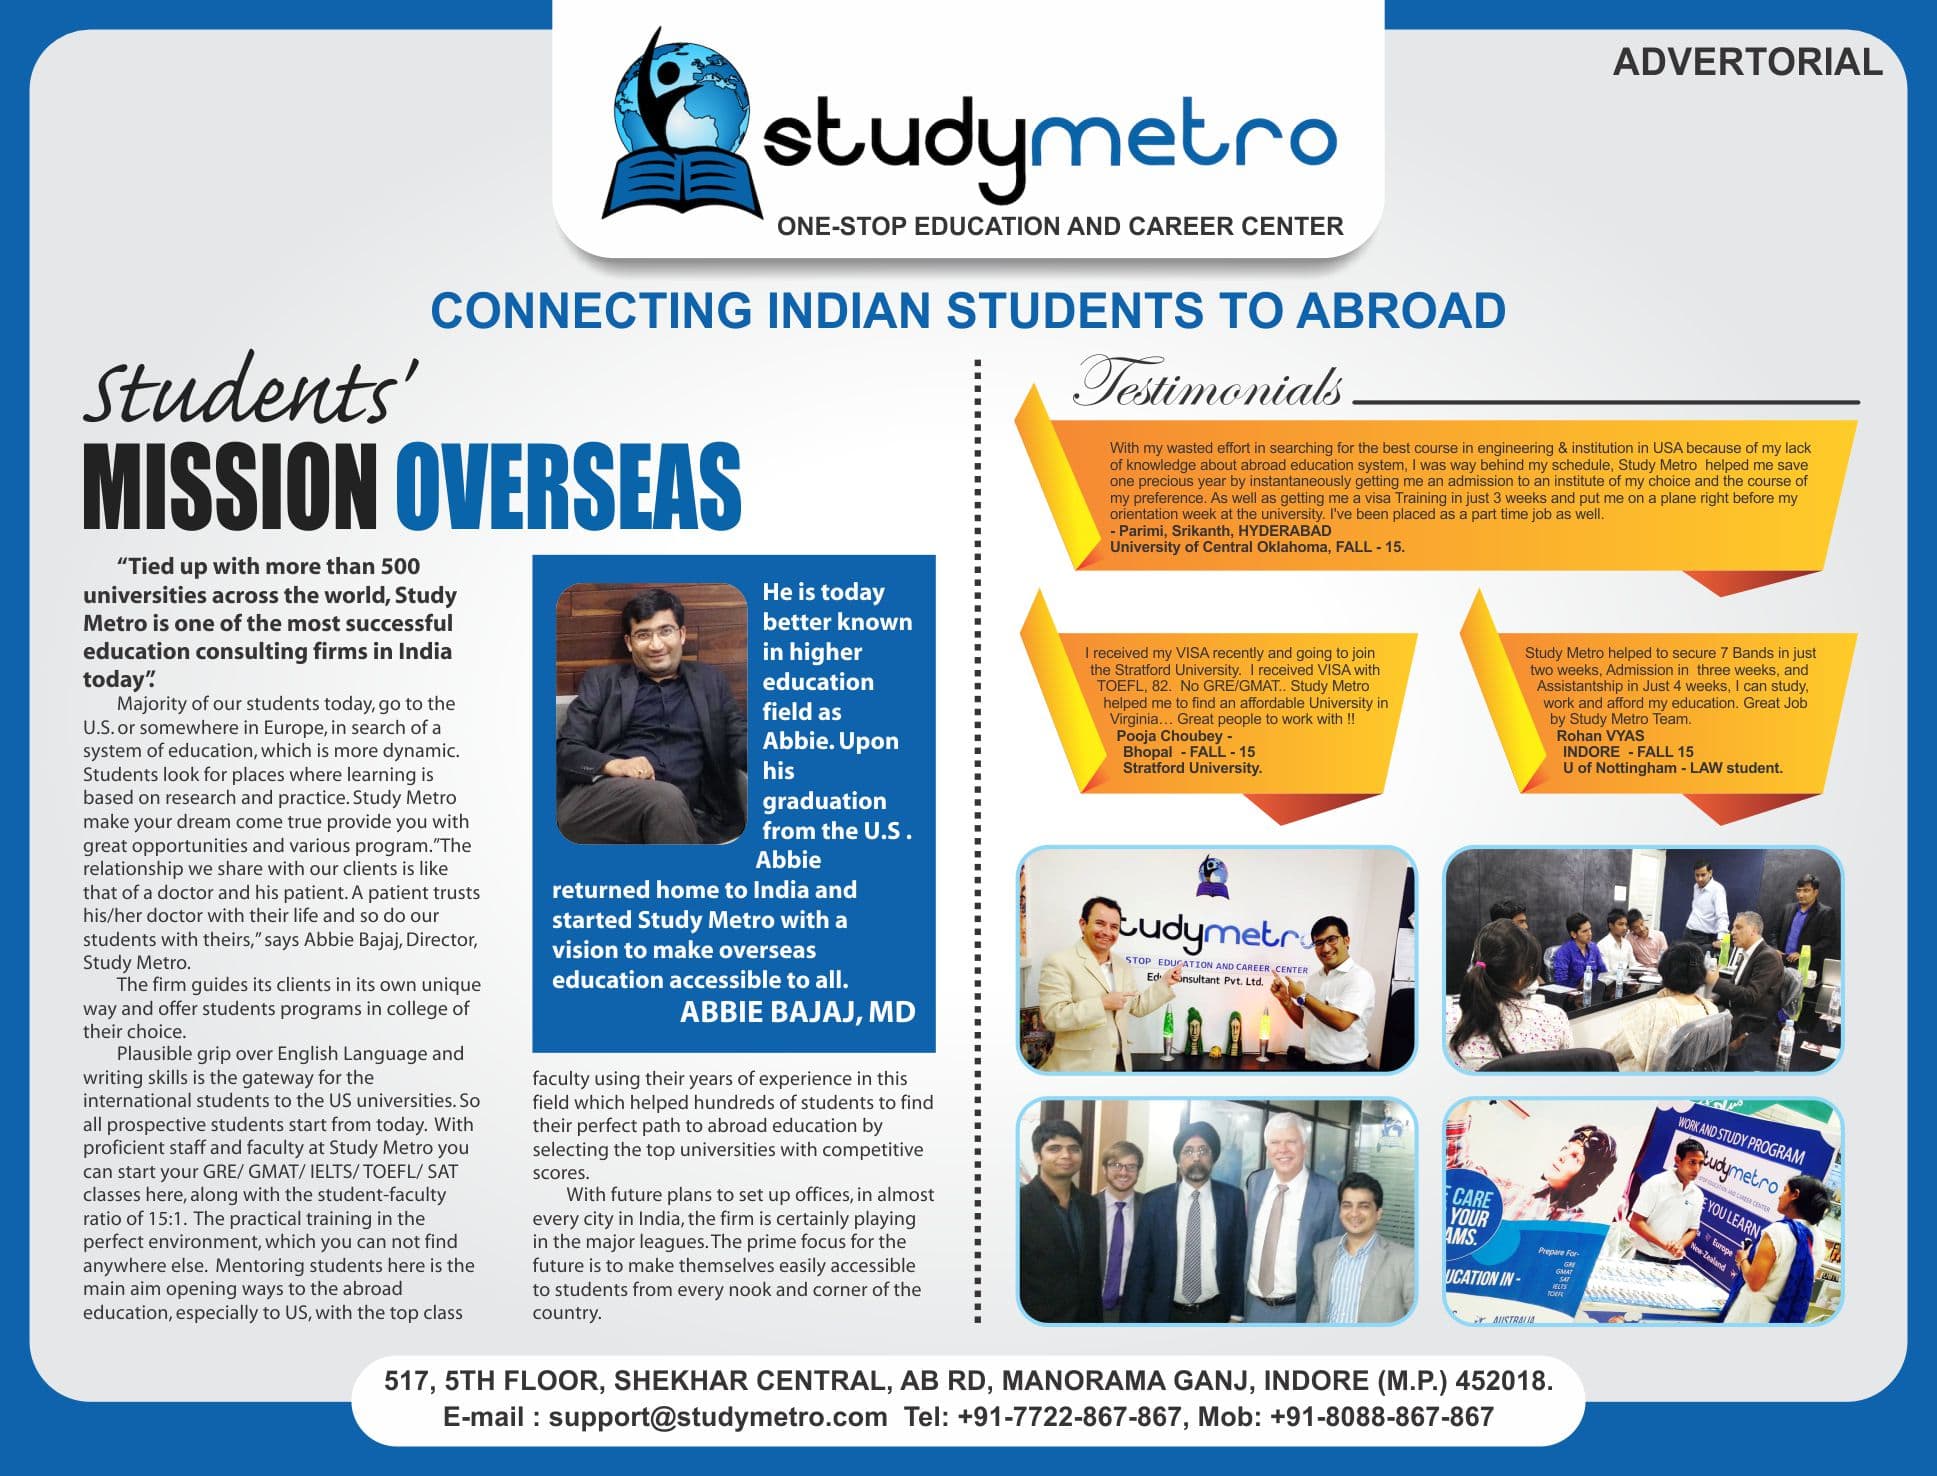 ADVERTORIAL
studymetro
ONE-STOP EDUCATION AND CAREER CENTER
CONNECTING INDIAN STUDENTS TO ABROAD
Students'
MISSION OVERSEAS
“Tied up with more than 500
universities across the world, Study
Metro is one of the most successful
education consulting firms in India
today”.
Majority of our students today, go to the
U.S. or somewhere in Europe, in search of a
system of education, which is more dynamic.
Students look for places where learning is
based on research and practice. Study Metro
make your dream come true provide you with
great opportunities and various program.”The
relationship we share with our clients is like
that of a doctor and his patient. A patient trusts
his/her doctor with their life and so do our
students with theirs,” says Abbie Bajaj, Director,
Study Metro.
The firm guides its clients in its own unique
way and offer students programs in college of
their choice.
Plausible grip over English Language and
writing skills is the gateway for the
international students to the US universities. So
all prospective students start from today. With
proficient staff and faculty at Study Metro you
can start your GRE/ GMAT/ IELTS/ TOEFL/ SAT
classes here, along with the student-faculty
ratio of 15:1. The practical training in the
perfect environment, which you can not find
anywhere else. Mentoring students here is the
main aim opening ways to the abroad
education, especially to US, with the top class
He is today
better known
in higher
education
field as
Abbie. Upon
his
graduation
from the U.S .
Abbie
returned home to India and
started Study Metro with a
vision to make overseas
education accessible to all.
ABBIE BAJAJ, MD
faculty using their years of experience in this
field which helped hundreds of students to find
their perfect path to abroad education by
selecting the top universities with competitive
scores.
With future plans to set up offices, in almost
every city in India, the firm is certainly playing
in the major leagues. The prime focus for the
future is to make themselves easily accessible
to students from every nook and corner of the
country.
Testimonials
With my wasted effort in searching for the best course in engineering & institution in USA because of my lack
of knowledge about abroad education system, I was way behind my schedule, Study Metro helped me save
one precious year by instantaneously getting me an admission to an institute of my choice and the course of
my preference. As well as getting me a visa Training in just 3 weeks and put me on a plane right before my
orientation week at the university. I've been placed as a part time job as well.
- Parimi, Srikanth, HYDERABAD
University of Central Oklahoma, FALL - 15.
I received my VISA recently and going to join
the Stratford University. I received VISA with
TOEFL, 82. No GRE/GMAT.. Study Metro
helped me to find an affordable University in
Virginia… Great people to work with !!
Pooja Choubey -
Bhopal - FALL - 15
Stratford University.
Study Metro helped to secure 7 Bands in just
two weeks, Admission in three weeks, and
Assistantship in Just 4 weeks, I can study,
work and afford my education. Great Job
by Study Metro Team.
Rohan VYAS
INDORE - FALL 15
U of Nottingham - LAW student.
studymetro
STOP EDUCATION AND CAREER CENTER
Consultant Pvt. Ltd.
WORK AND STUDY PROGRAM
studymetro
YOU LEARN
Europe
New-Zealand
CARE
YOUR
AMS.
Prepare For-
GRE
GMAT
SAT
IELTS
TOEFL
UCATION IN -
AUSTRALIA
517, 5TH FLOOR, SHEKHAR CENTRAL, AB RD, MANORAMA GANJ, INDORE (M.P.) 452018.
E-mail : support@studymetro.com Tel: +91-7722-867-867, Mob: +91-8088-867-867